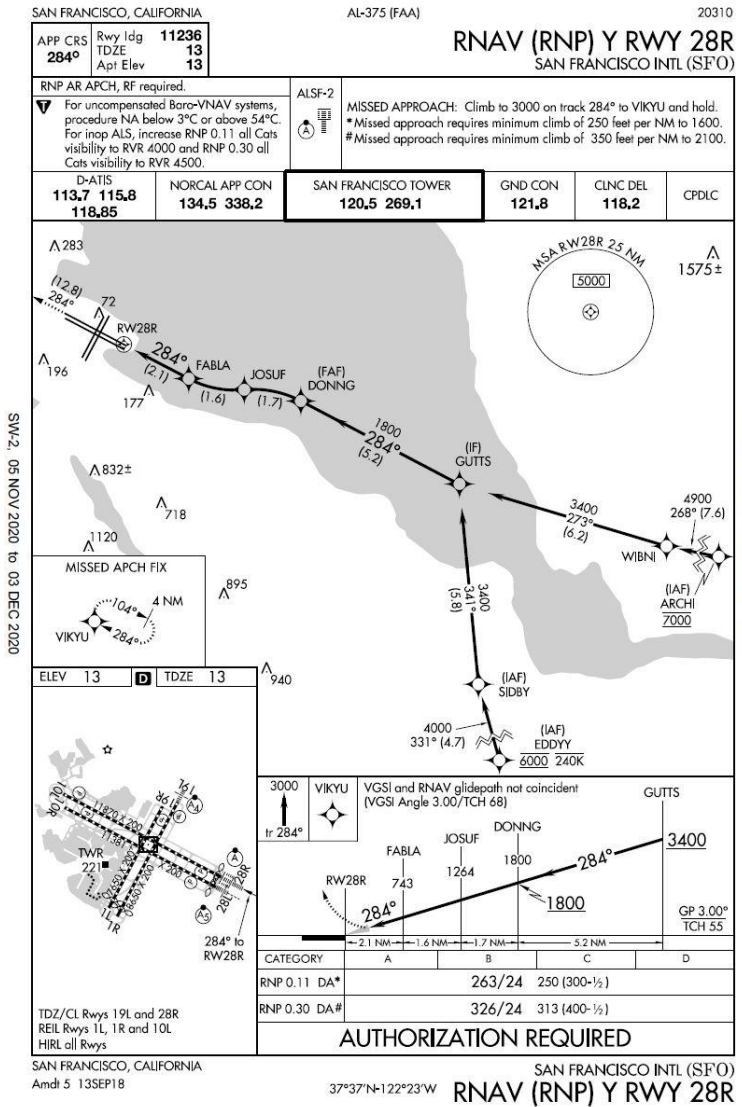 SAN FRANCISCO, CALIFORNIA
AL-375 (FAA)
20310
APP CRS
284°
Rwy ldg 11236
TDZE 13
Apt Elev 13
RNAV (RNP) Y RWY 28R
SAN FRANCISCO INTL (SFO)
RNP AR APCH, RF required.
T
For uncompensated Baro-VNAV systems,
procedure NA below 3°C or above 54°C.
For inop ALS, increase RNP 0.11 all Cats
visibility to RVR 4000 and RNP 0.30 all
Cats visibility to RVR 4500.
ALSF-2
A
MISSED APPROACH: Climb to 3000 on track 284° to VIKYU and hold.
*Missed approach requires minimum climb of 250 feet per NM to 1600.
#Missed approach requires minimum climb of 350 feet per NM to 2100.
D-ATIS
113.7 115.8
118.85
NORCAL APP CON
134.5 338.2
SAN FRANCISCO TOWER
120.5 269.1
GND CON
121.8
CLNC DEL
118.2
CPDLC
283
MSA RW28R 25 NM
5000
1575±
(12.8)
284°
72
RW28R
196
284°
(2.1)
FABLA
JOSUF
(FAF)
DONNG
177
(1.6)
(1.7)
1800
284°
(5.2)
(IF)
GUTTS
832±
718
1120
3400
273°
(6.2)
4900
268° (7.6)
WIBNI
(IAF)
ARCHI
7000
MISSED APCH FIX
104°
4 NM
VIKYU
284°
895
3400
341°
(5.8)
SW-2, 05 NOV 2020 to 03 DEC 2020
ELEV 13
D
TDZE 13
940
(IAF)
SIDBY
4000
331° (4.7)
(IAF)
EDDYY
6000 240K
10L
10R
19L
19R
11870 X 200
11381 X 200
7650 X 200
8650 X 200
TWR
221
A
A5
28R
28L
1L
1R
284° to
RW28R
TDZ/CL Rwys 19L and 28R
REIL Rwys 1L, 1R and 10L
HIRL all Rwys
3000
tr 284°
VIKYU
VGSI and RNAV glidepath not coincident
(VGSI Angle 3.00/TCH 68)
GUTTS
DONNG
JOSUF
FABLA
RW28R
743
1264
1800
284°
3400
1800
284°
GP 3.00°
TCH 55
2.1 NM
1.6 NM
1.7 NM
5.2 NM
CATEGORY A B C D
RNP 0.11 DA* 263/24 250 (300-½)
RNP 0.30 DA# 326/24 313 (400-½)
AUTHORIZATION REQUIRED
SAN FRANCISCO, CALIFORNIA
Amdt 5 13SEP18
37°37'N-122°23'W
SAN FRANCISCO INTL (SFO)
RNAV (RNP) Y RWY 28R